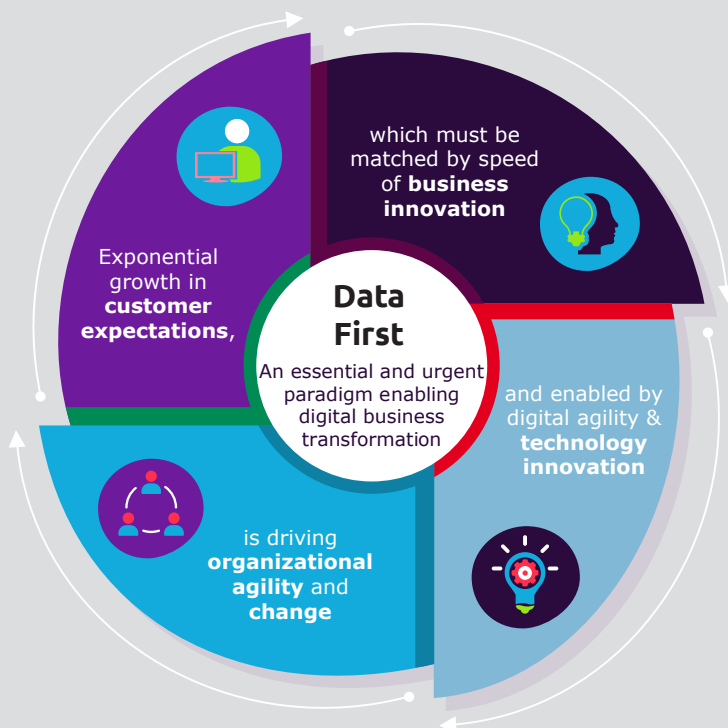 Data
First
An essential and urgent
paradigm enabling
digital business
transformation
Exponential
growth in
customer
expectations,
which must be
matched by speed
of business
innovation
and enabled by
digital agility &
technology
innovation
is driving
organizational
agility and
change